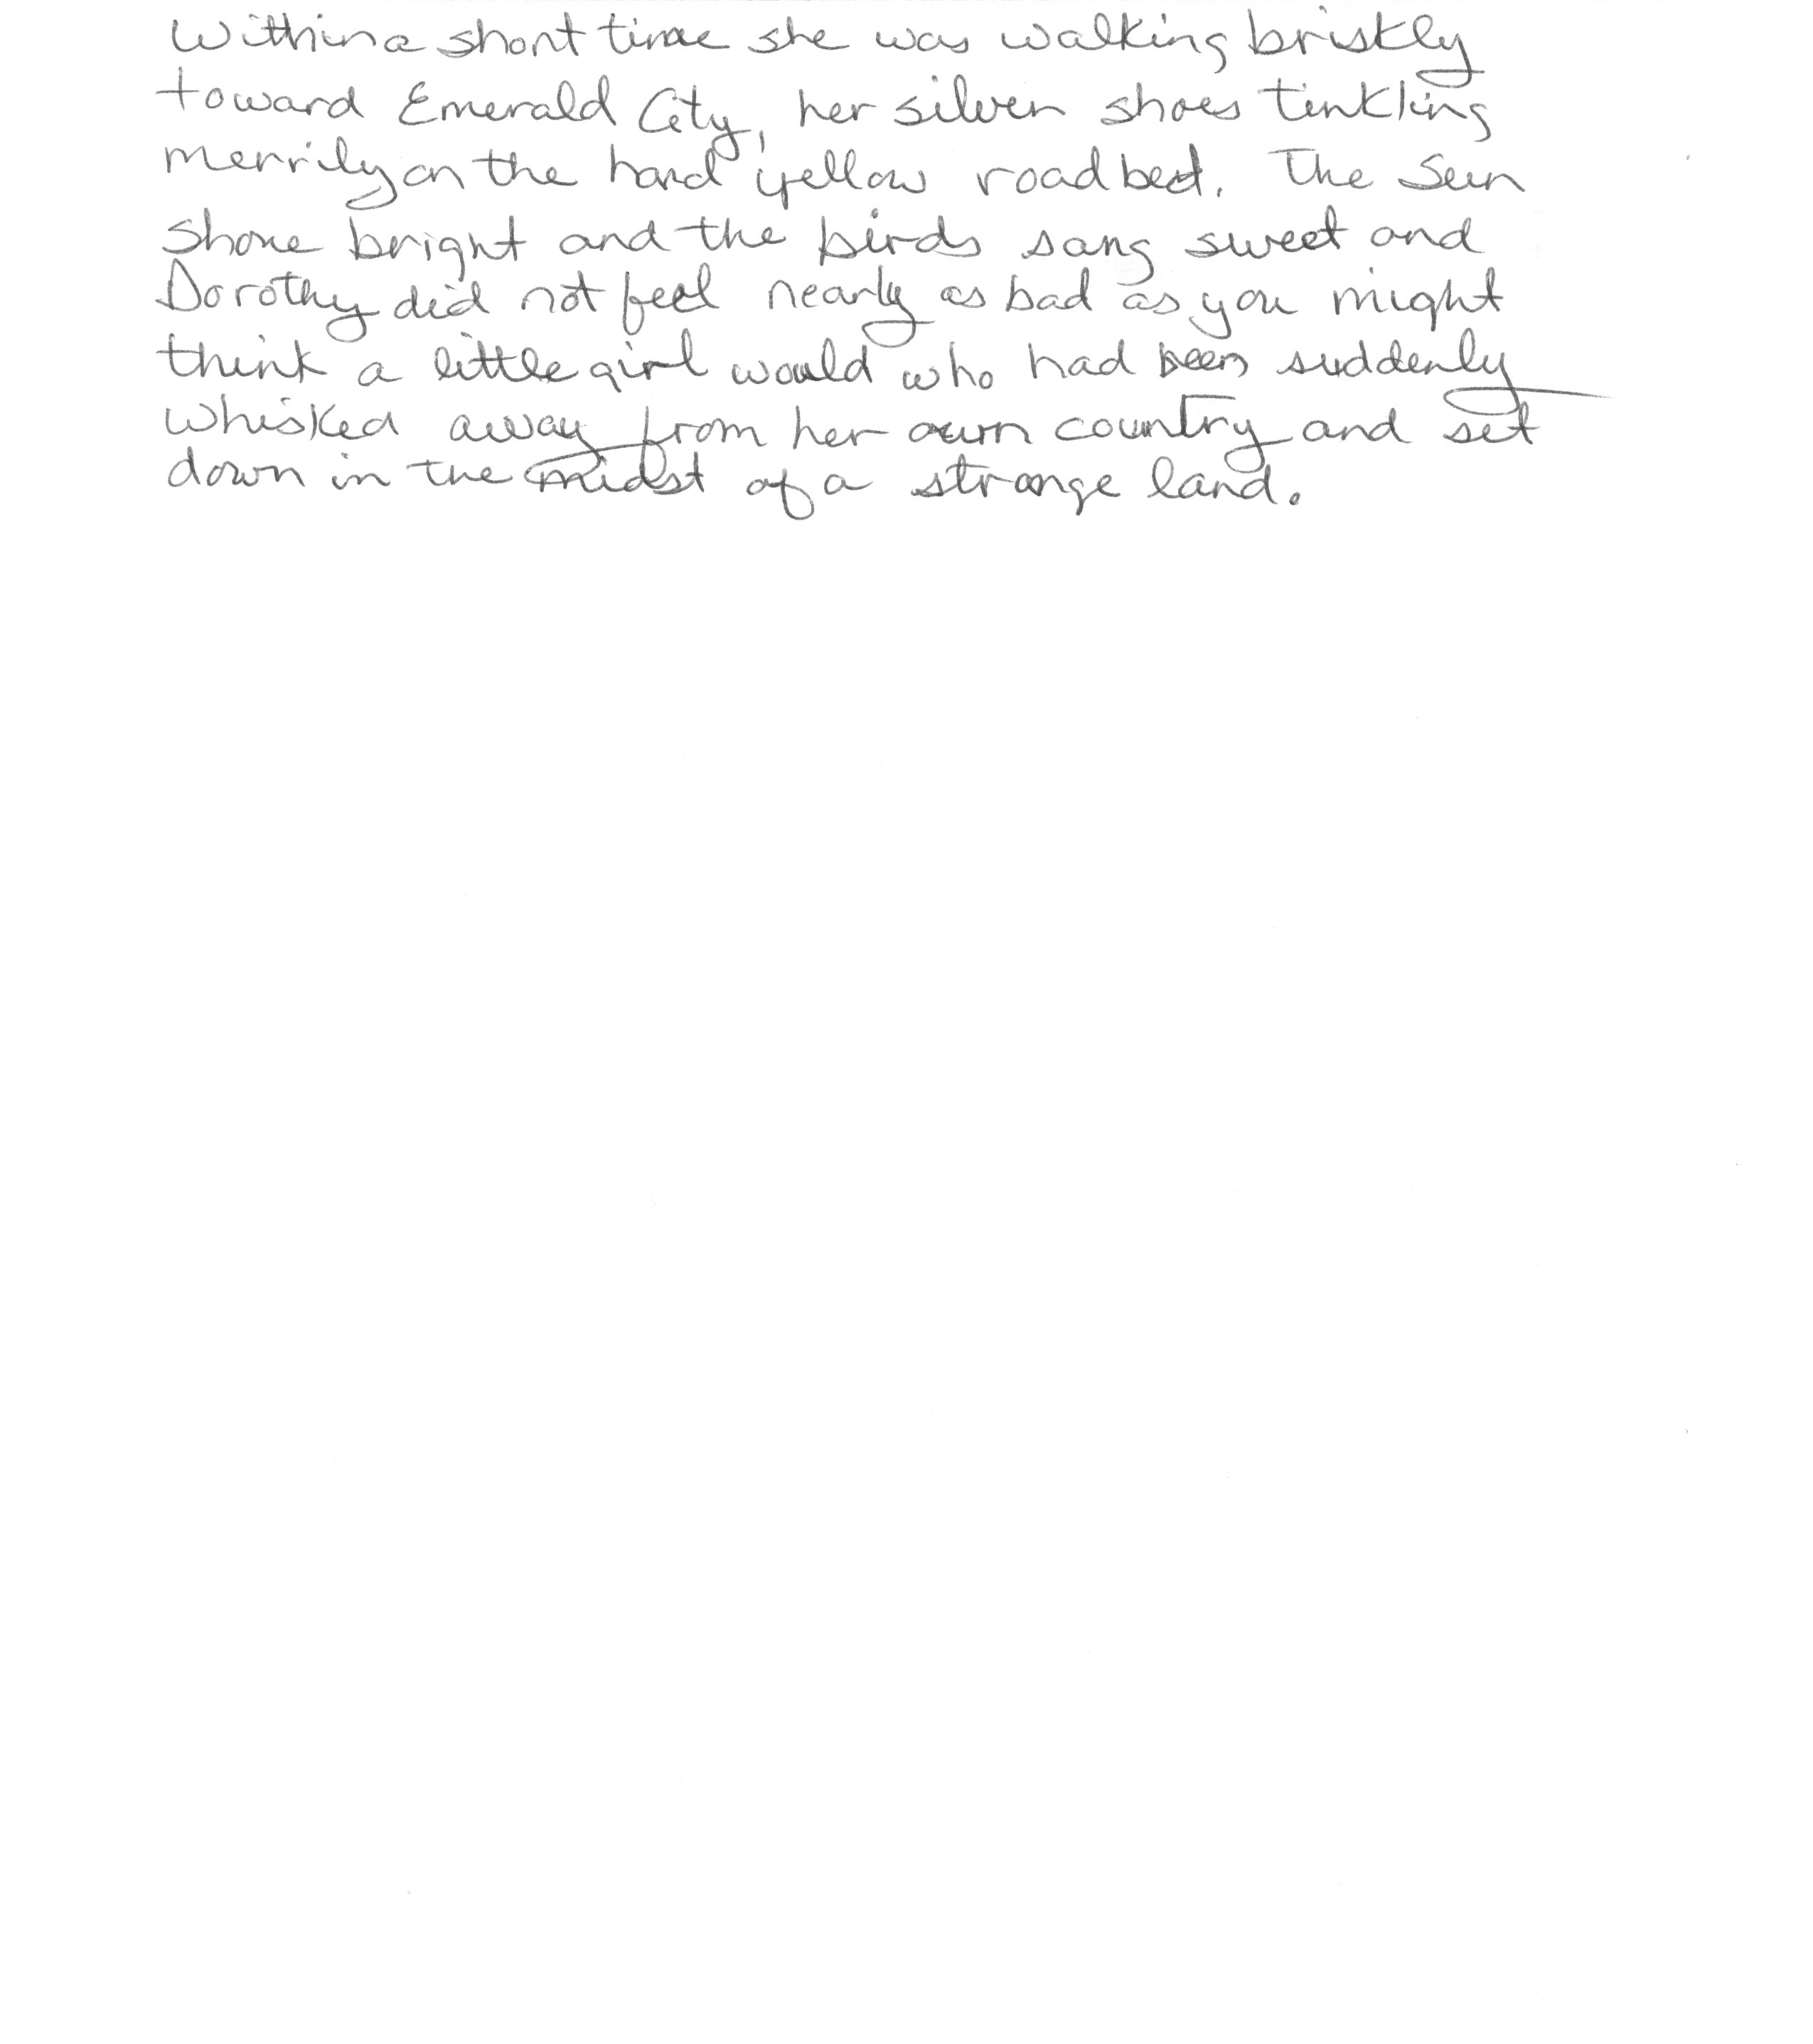 Within a short time she was walking briskly
toward Emerald City, her silver shoes tinkling
merrily on the hard yellow roadbed. The sun
shone bright and the birds sang sweet and
Dorothy did not feel nearly as bad as you might
think a little girl would who had been suddenly
whisked away from her own country and set
down in the midst of a strange land.